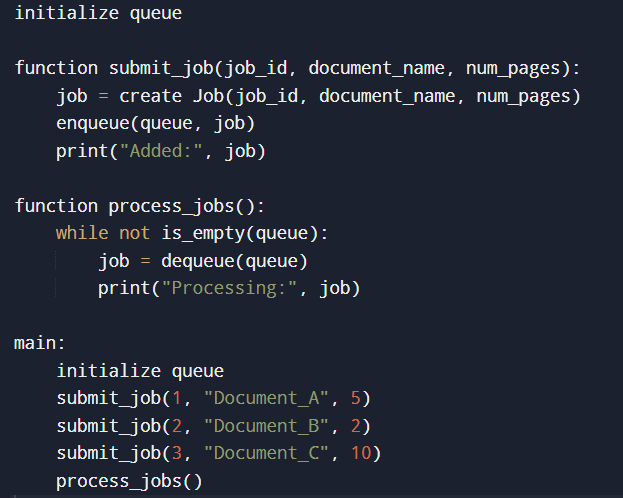 initialize queue
function submit_job(job_id, document_name, num_pages):
job = create Job(job_id, document_name, num_pages)
enqueue(queue, job)
print("Added:", job)
function process_jobs():
while not is_empty(queue):
job = dequeue(queue)
print("Processing:", job)
main:
initialize queue
submit_job(1, "Document_A", 5)
submit_job(2, "Document_B", 2)
submit_job(3, "Document_C", 10)
process_jobs()